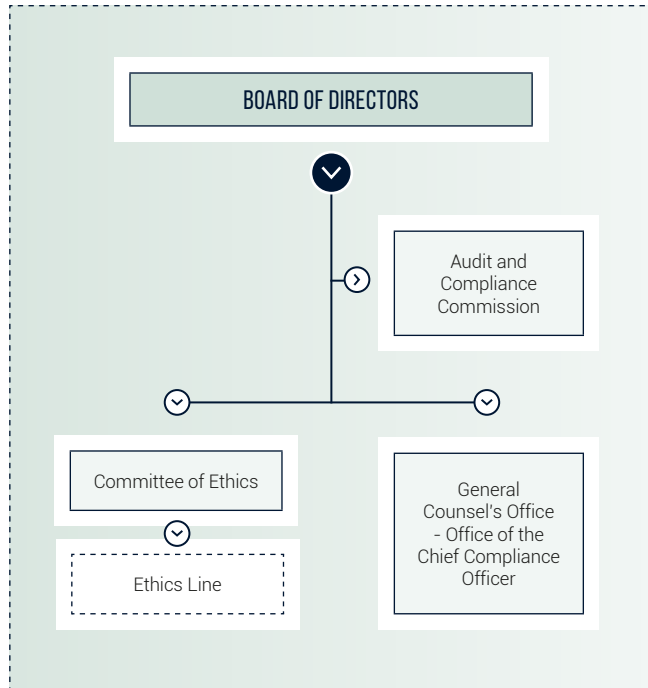 BOARD OF DIRECTORS
Audit and
Compliance
Commission
Committee of Ethics
Ethics Line
General
Counsel's Office
- Office of the
Chief Compliance
Officer